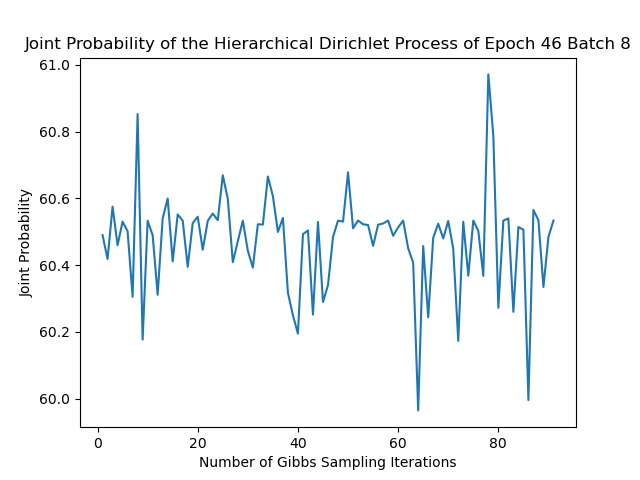 Joint Probability of the Hierarchical Dirichlet Process of Epoch 46 Batch 8
61.0
60.8
60.6
60.4
60.2
60.0
Joint Probability
0 20 40 60 80
Number of Gibbs Sampling Iterations